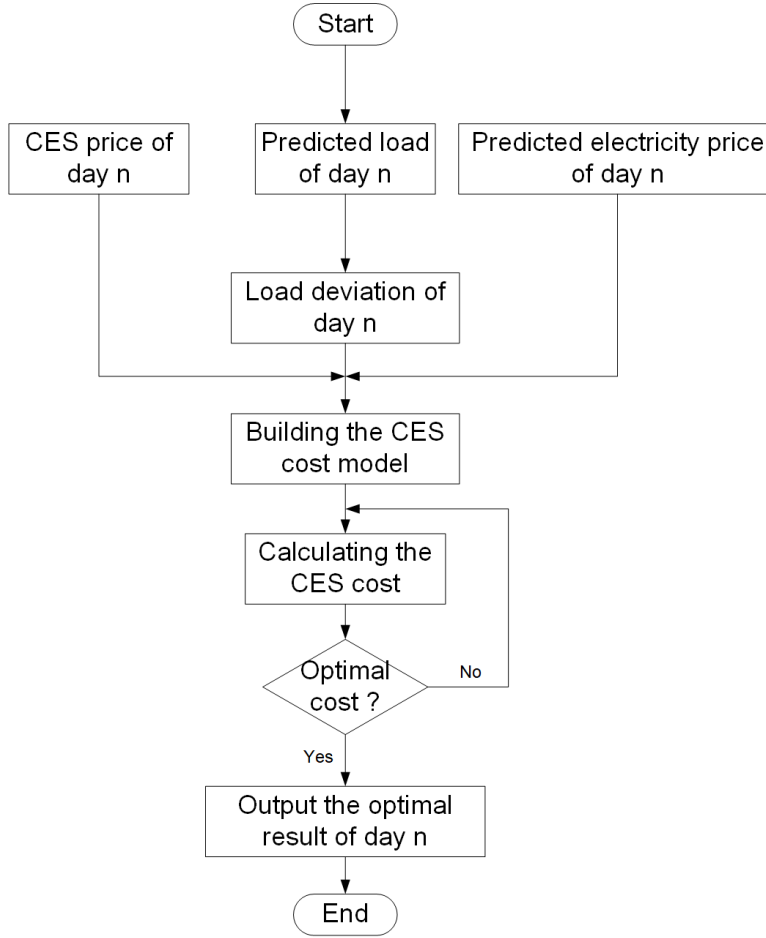 Start
CES price of
day n
Predicted load
of day n
Predicted electricity price
of day n
Load deviation of
day n
Building the CES
cost model
Calculating the
CES cost
Optimal
cost ?
No
Yes
Output the optimal
result of day n
End